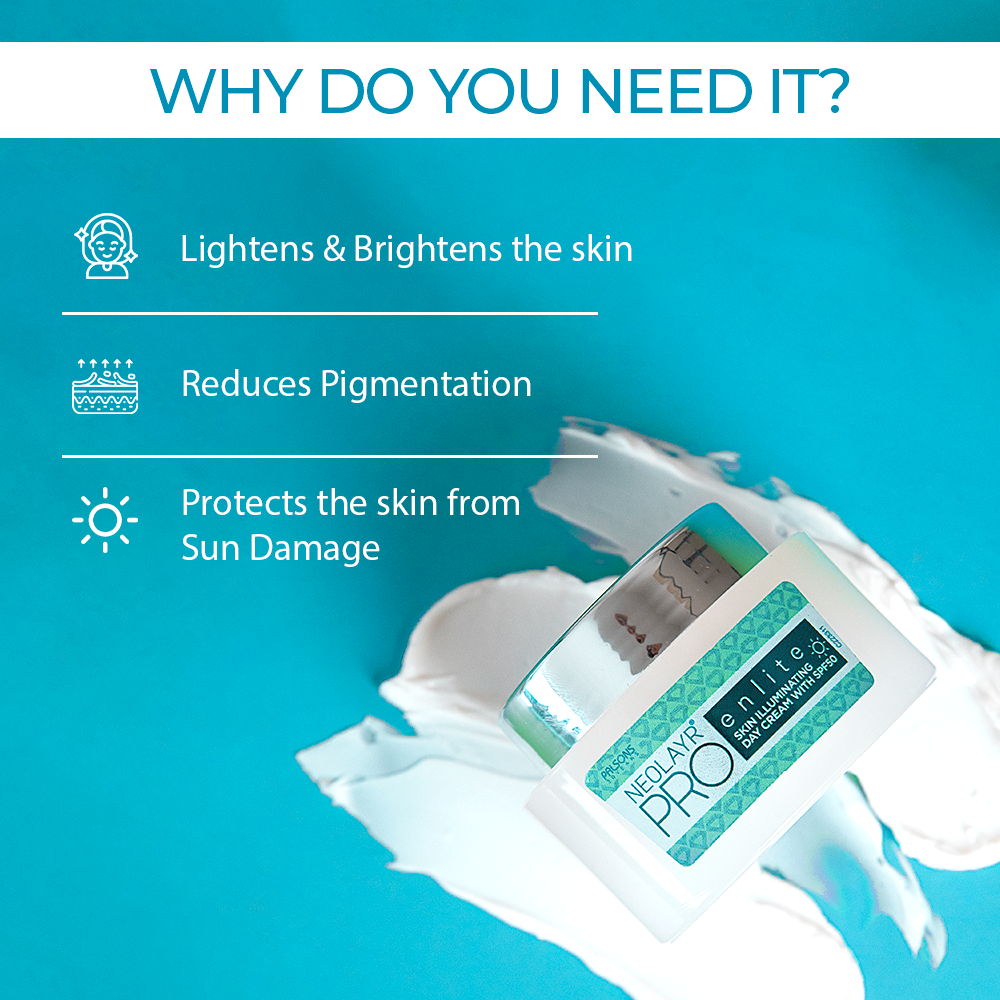 WHY DO YOU NEED IT?
Lightens & Brightens the skin
Reduces Pigmentation
Protects the skin from
Sun Damage
PALSONS
NEOLAYR®
PRO
enlite
SKIN ILLUMINATING
DAY CREAM WITH SPF50